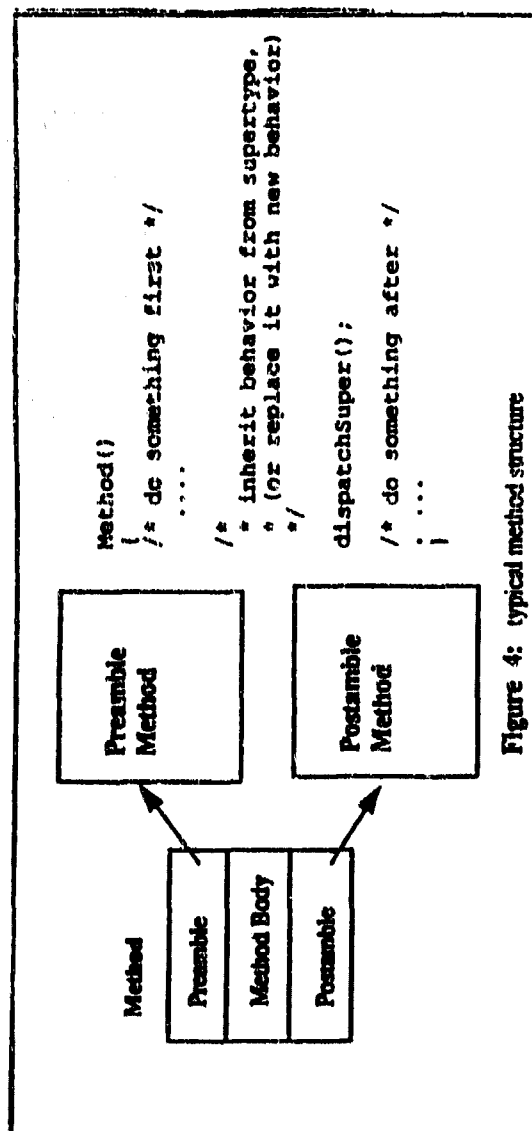 Method
Preamble
Method Body
Postamble
Preamble
Method
Postamble
Method
Method()
{
/* do something first */
....
/*
* inherit behavior from supertype,
* (or replace it with new behavior)
*/
dispatchSuper();
/* do something after */
. ...
}
Figure 4: typical method structure